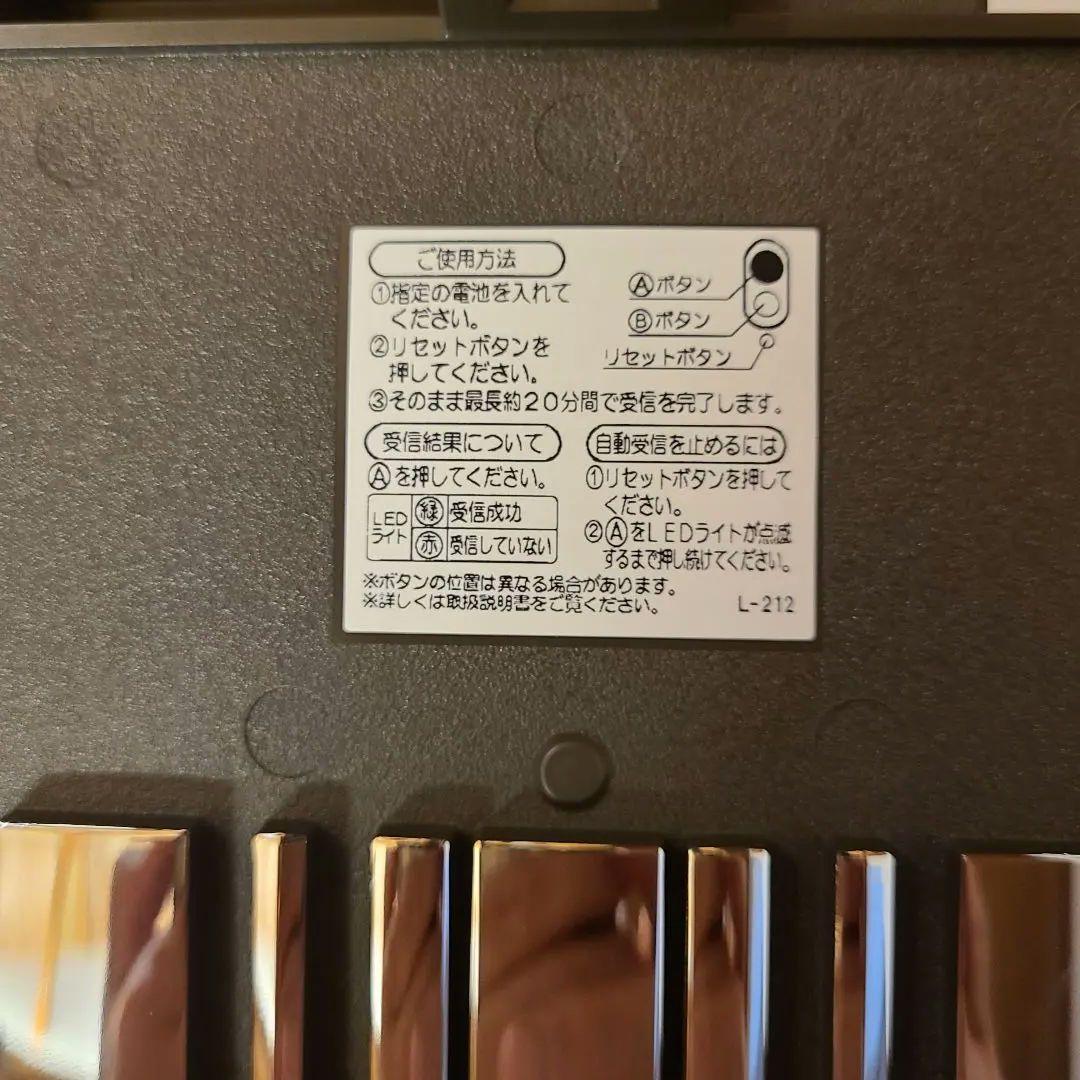 ご使用方法
①指定の電池を入れて
ください。
②リセットボタンを
押してください。
③そのまま最長約20分間で受信を完了します。
Ⓐボタン
Ⓑボタン
リセットボタン
受信結果について
Ⓐを押してください。
LEDライト
緑 受信成功
赤 受信していない
自動受信を止めるには
①リセットボタンを押して
ください。
②ⒶをLEDライトが点滅
するまで押し続けてください。
※ボタンの位置は異なる場合があります。
※詳しくは取扱説明書をご覧ください。
L-212